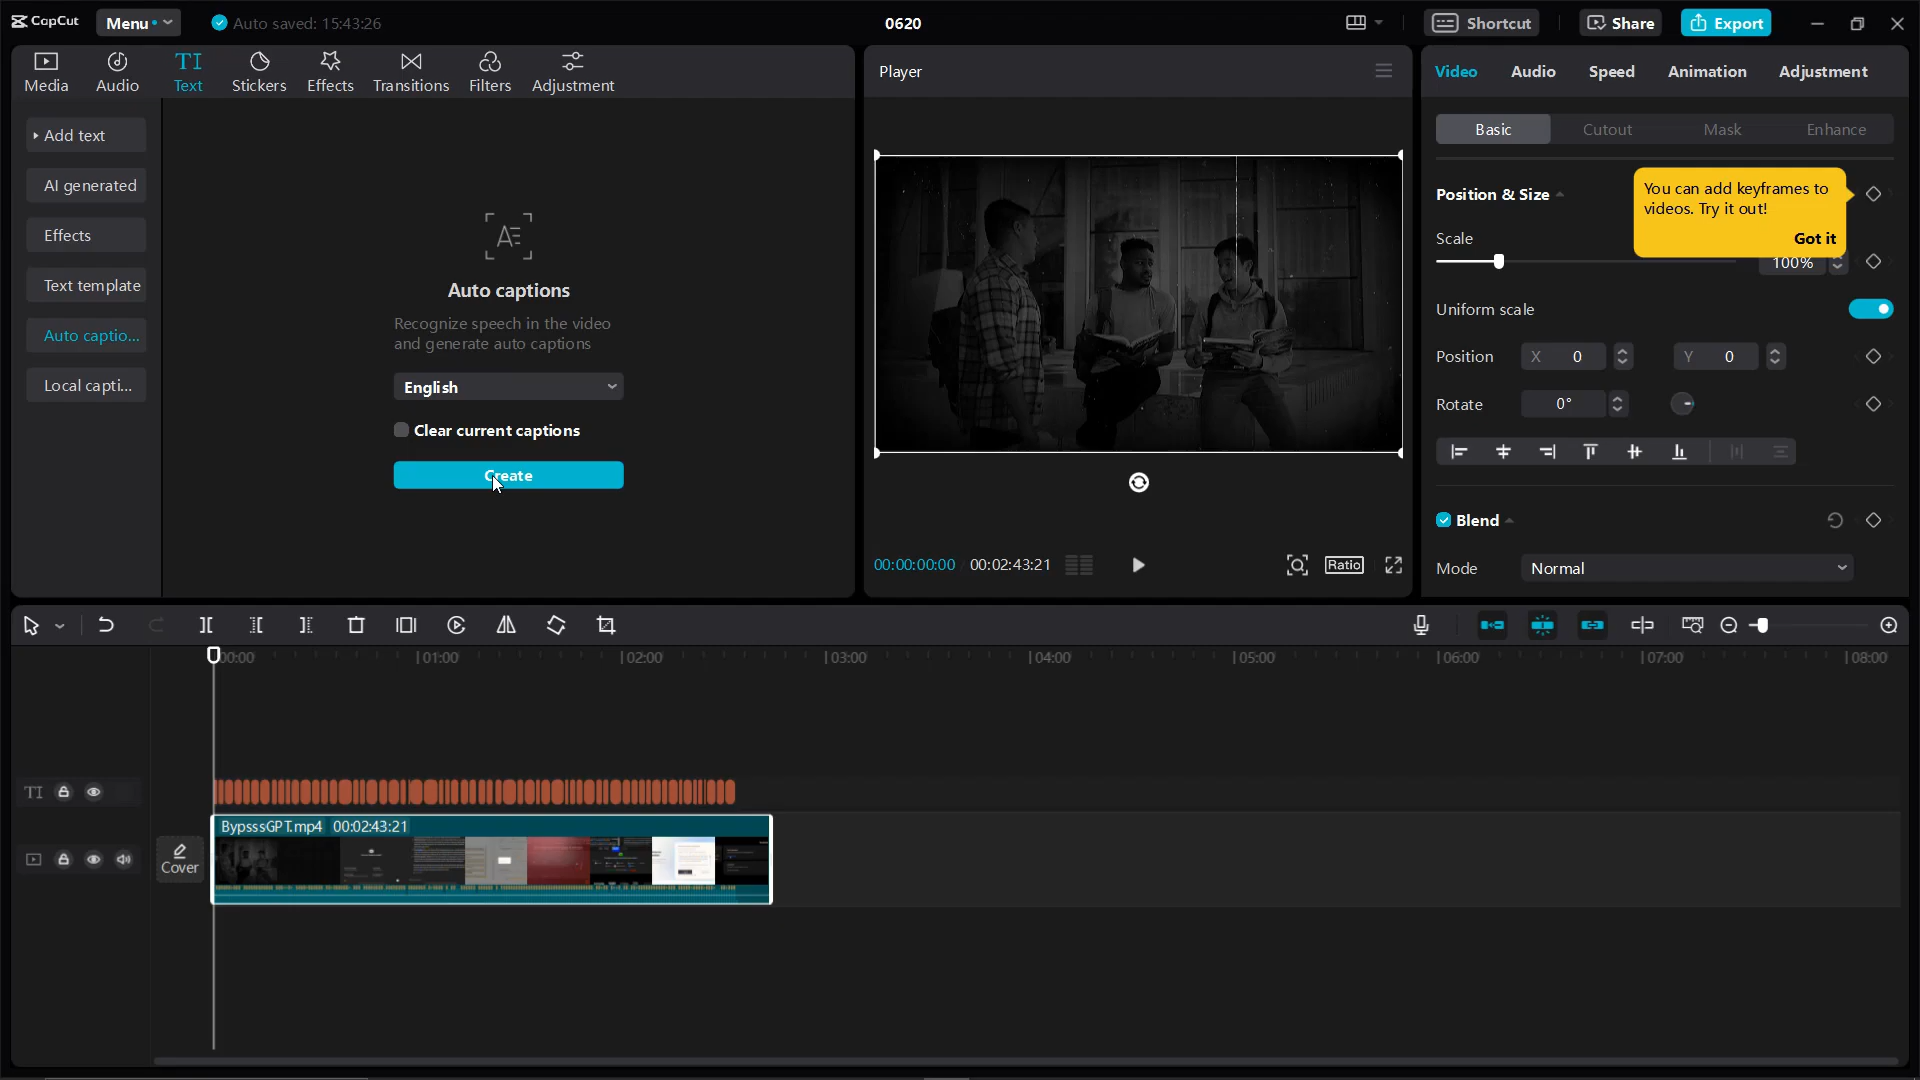 CapCut
Menu
Auto saved: 15:43:26
0620
Shortcut
Share
Export
Media
Audio
TI
Text
Stickers
Effects
Transitions
Filters
Adjustment
Add text
AI generated
Effects
Text template
Auto captio...
Local capti...
AE
Auto captions
Recognize speech in the video
and generate auto captions
English
Clear current captions
Create
Player
00:00:00:00
00:02:43:21
Ratio
Video
Audio
Speed
Animation
Adjustment
Basic
Cutout
Mask
Enhance
Position & Size
You can add keyframes to
videos. Try it out!
Got it
Scale
100%
Uniform scale
Position
X 0
Y 0
Rotate
0°
Blend
Mode
Normal
00:00
01:00
02:00
03:00
04:00
05:00
06:00
07:00
08:00
TI
Cover
BypsssGPT.mp4 00:02:43:21